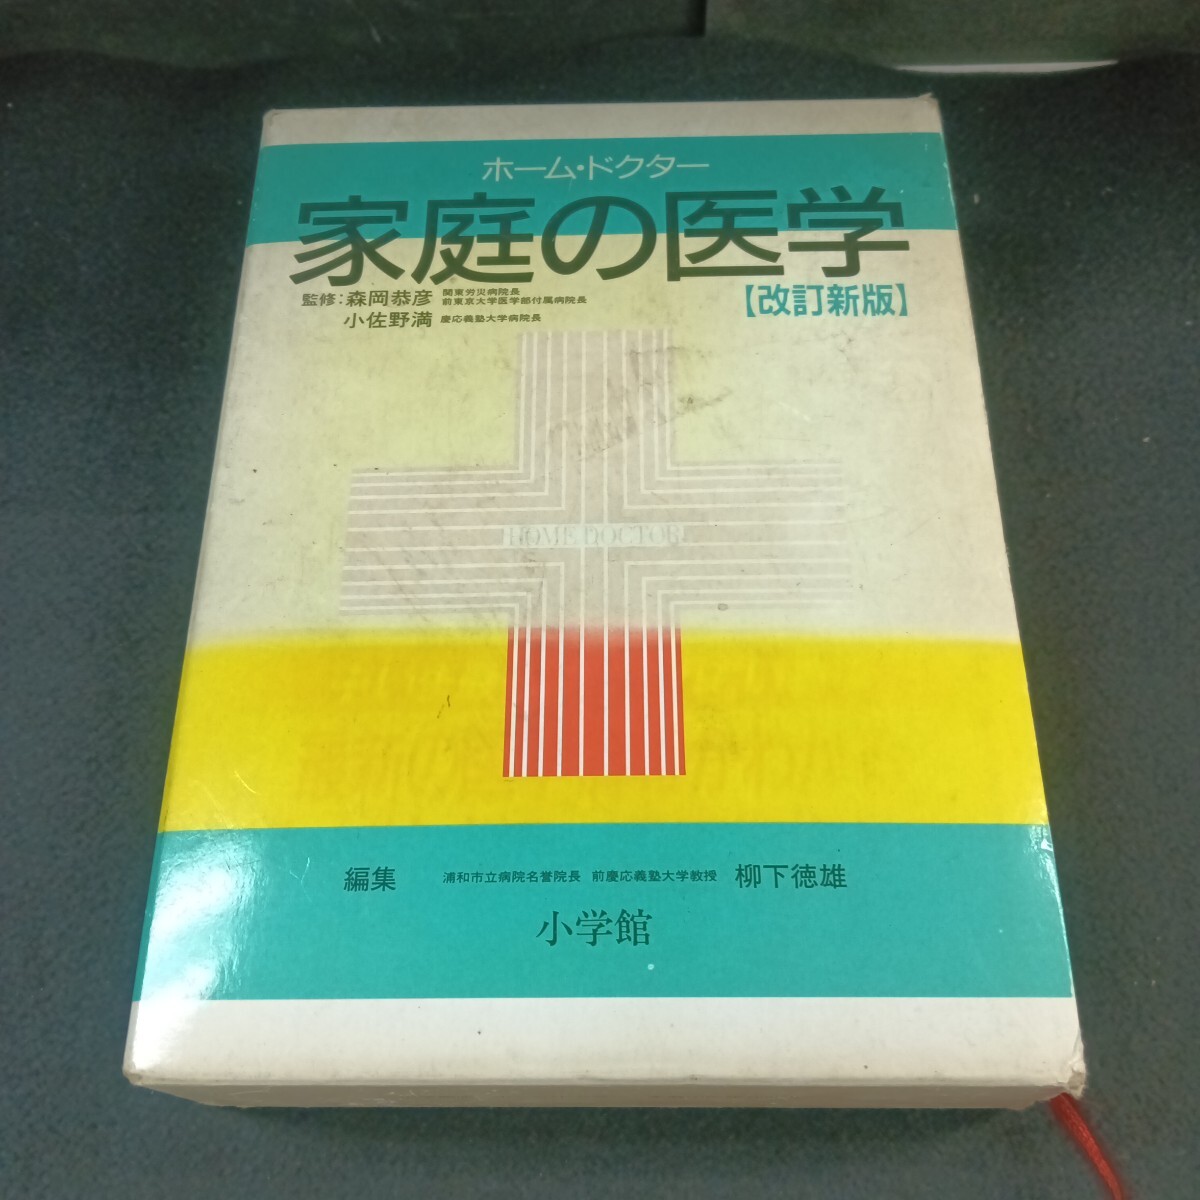 ホーム・ドクター
家庭の医学
【改訂新版】
監修:森岡恭彦 関東労災病院長 前東京大学医学部付属病院長
小佐野満 慶応義塾大学病院長
HOME DOCTOR
編集 浦和市立病院名誉院長 前慶応義塾大学教授 柳下徳雄
小学館